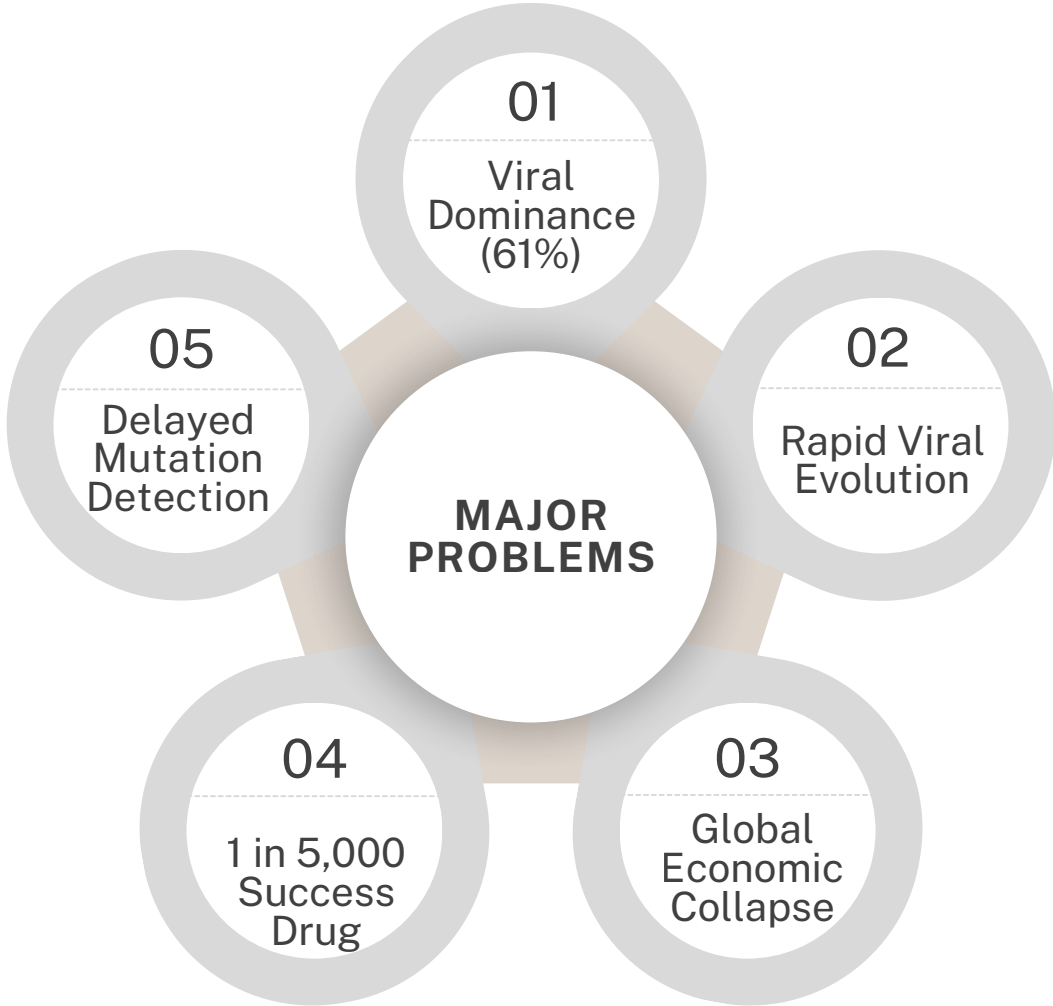 01
Viral
Dominance
(61%)
02
Rapid Viral
Evolution
03
Global
Economic
Collapse
04
1 in 5,000
Success
Drug
05
Delayed
Mutation
Detection
MAJOR
PROBLEMS